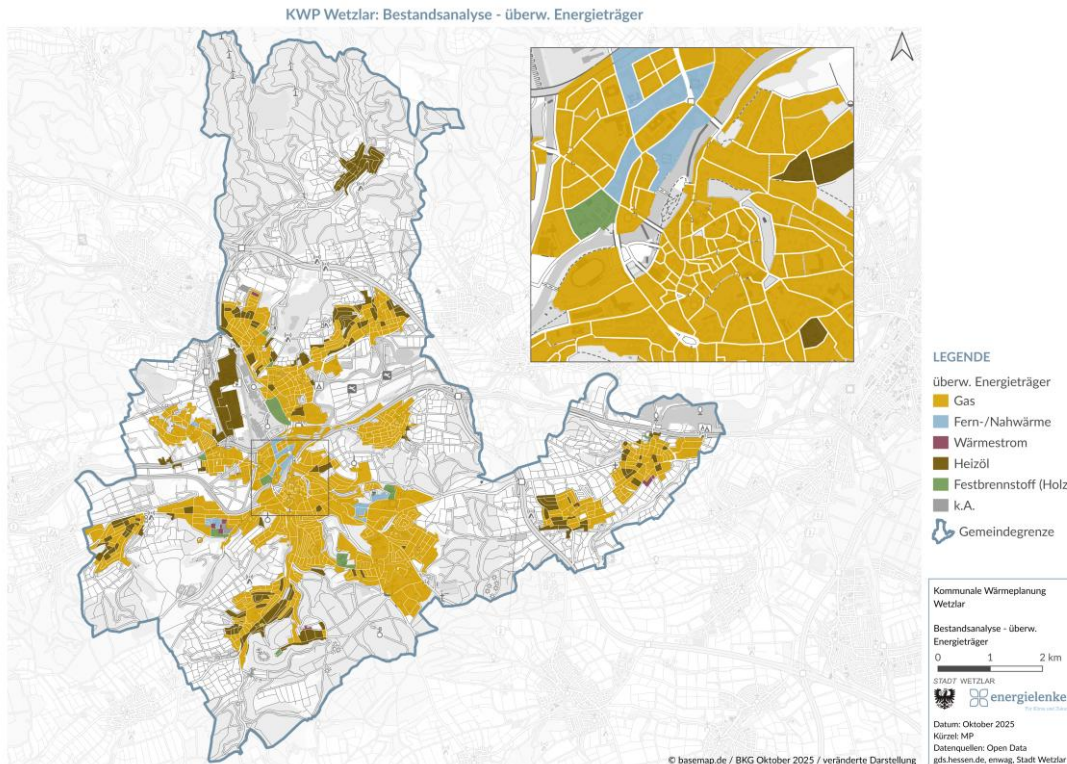 KWP Wetzlar: Bestandsanalyse - überw. Energieträger
LEGENDE
überw. Energieträger
Gas
Fern-/Nahwärme
Wärmestrom
Heizöl
Festbrennstoff (Holz
k.A.
Gemeindegrenze
Kommunale Wärmeplanung
Wetzlar
Bestandsanalyse - überw.
Energieträger
0 1 2 km
STADT WETZLAR
energielenke
Datum: Oktober 2025
Kürzel: MP
Datenquellen: Open Data
gds.hessen.de, enwag, Stadt Wetzlar
© basemap.de / BKG Oktober 2025 / veränderte Darstellung